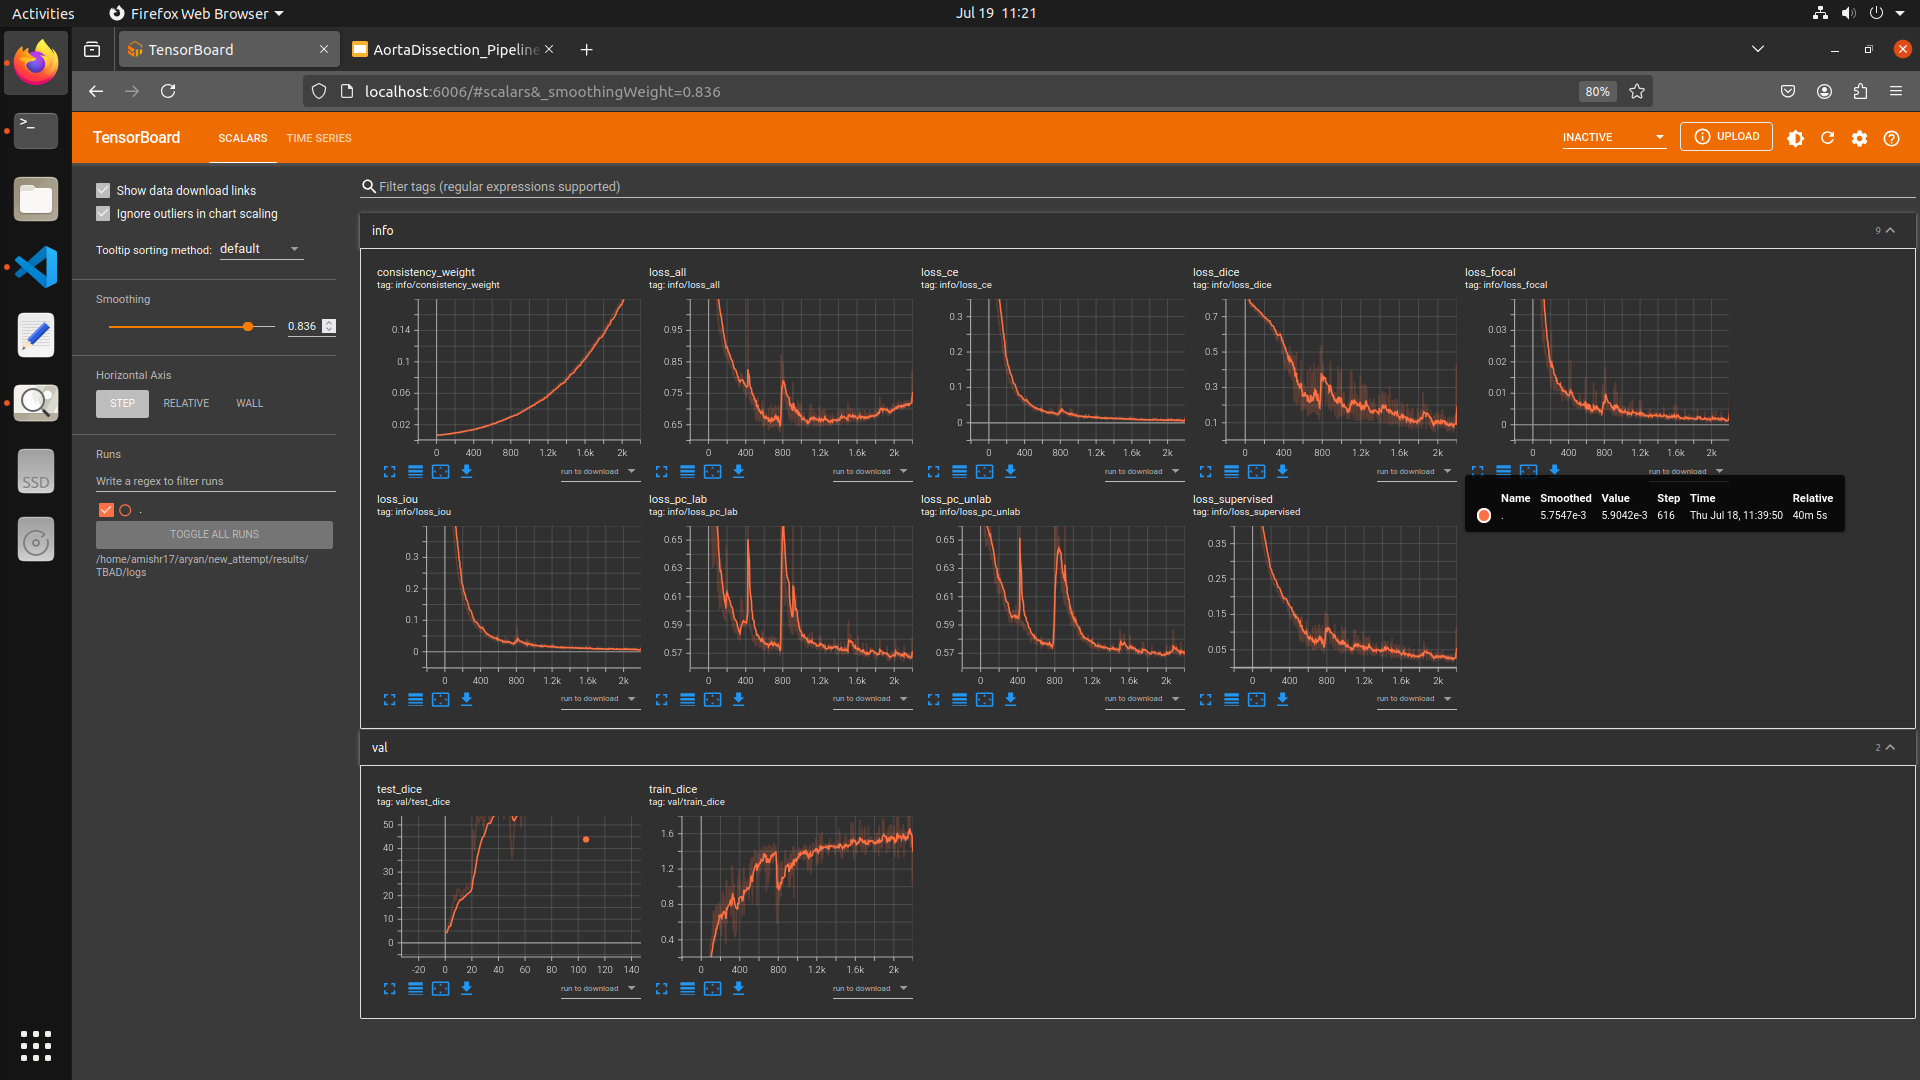 Activities Firefox Web Browser Jul 19 11:21
TensorBoard AortaDissection_Pipeline
localhost:6006/#scalars&_smoothingWeight=0.836 80%
TensorBoard SCALARS TIME SERIES INACTIVE UPLOAD
Show data download links
Ignore outliers in chart scaling
Tooltip sorting method: default
Smoothing
0.836
Horizontal Axis
STEP RELATIVE WALL
Runs
Write a regex to filter runs
.
TOGGLE ALL RUNS
/home/amishr17/aryan/new_attempt/results/
TBAD/logs
Filter tags (regular expressions supported)
info 9
consistency_weight
tag: info/consistency_weight
0.14
0.1
0.06
0.02
0 400 800 1.2k 1.6k 2k
run to download
loss_all
tag: info/loss_all
0.95
0.85
0.75
0.65
0 400 800 1.2k 1.6k 2k
run to download
loss_ce
tag: info/loss_ce
0.3
0.2
0.1
0
0 400 800 1.2k 1.6k 2k
run to download
loss_dice
tag: info/loss_dice
0.7
0.5
0.3
0.1
0 400 800 1.2k 1.6k 2k
run to download
loss_focal
tag: info/loss_focal
0.03
0.02
0.01
0
0 400 800 1.2k 1.6k 2k
run to download
Name Smoothed Value Step Time Relative
. 5.7547e-3 5.9042e-3 616 Thu Jul 18, 11:39:50 40m 5s
loss_iou
tag: info/loss_iou
0.3
0.2
0.1
0
0 400 800 1.2k 1.6k 2k
run to download
loss_pc_lab
tag: info/loss_pc_lab
0.65
0.63
0.61
0.59
0.57
0 400 800 1.2k 1.6k 2k
run to download
loss_pc_unlab
tag: info/loss_pc_unlab
0.65
0.63
0.61
0.59
0.57
0 400 800 1.2k 1.6k 2k
run to download
loss_supervised
tag: info/loss_supervised
0.35
0.25
0.15
0.05
0 400 800 1.2k 1.6k 2k
run to download
val 2
test_dice
tag: val/test_dice
50
40
30
20
10
0
-20 0 20 40 60 80 100 120 140
run to download
train_dice
tag: val/train_dice
1.6
1.2
0.8
0.4
0 400 800 1.2k 1.6k 2k
run to download
SSD